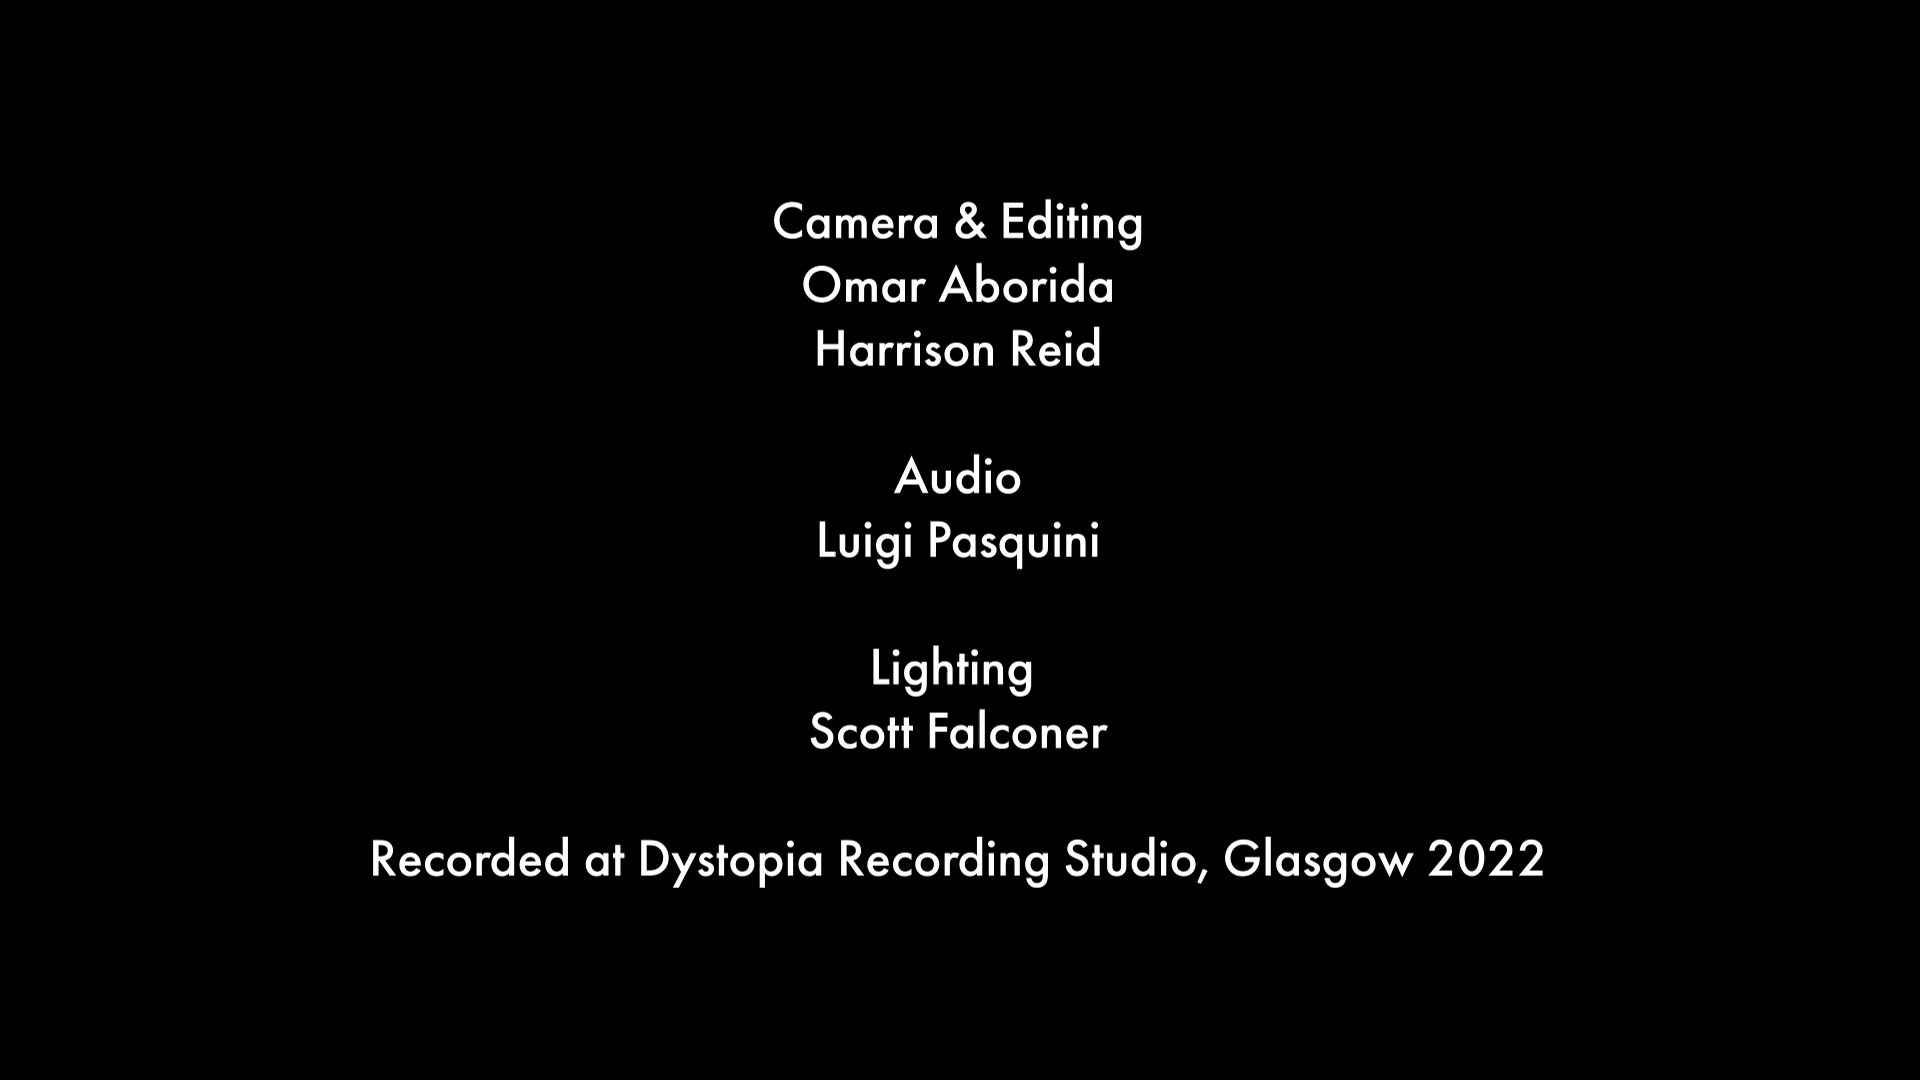 Camera & Editing
Omar Aborida
Harrison Reid
Audio
Luigi Pasquini
Lighting
Scott Falconer
Recorded at Dystopia Recording Studio, Glasgow 2022